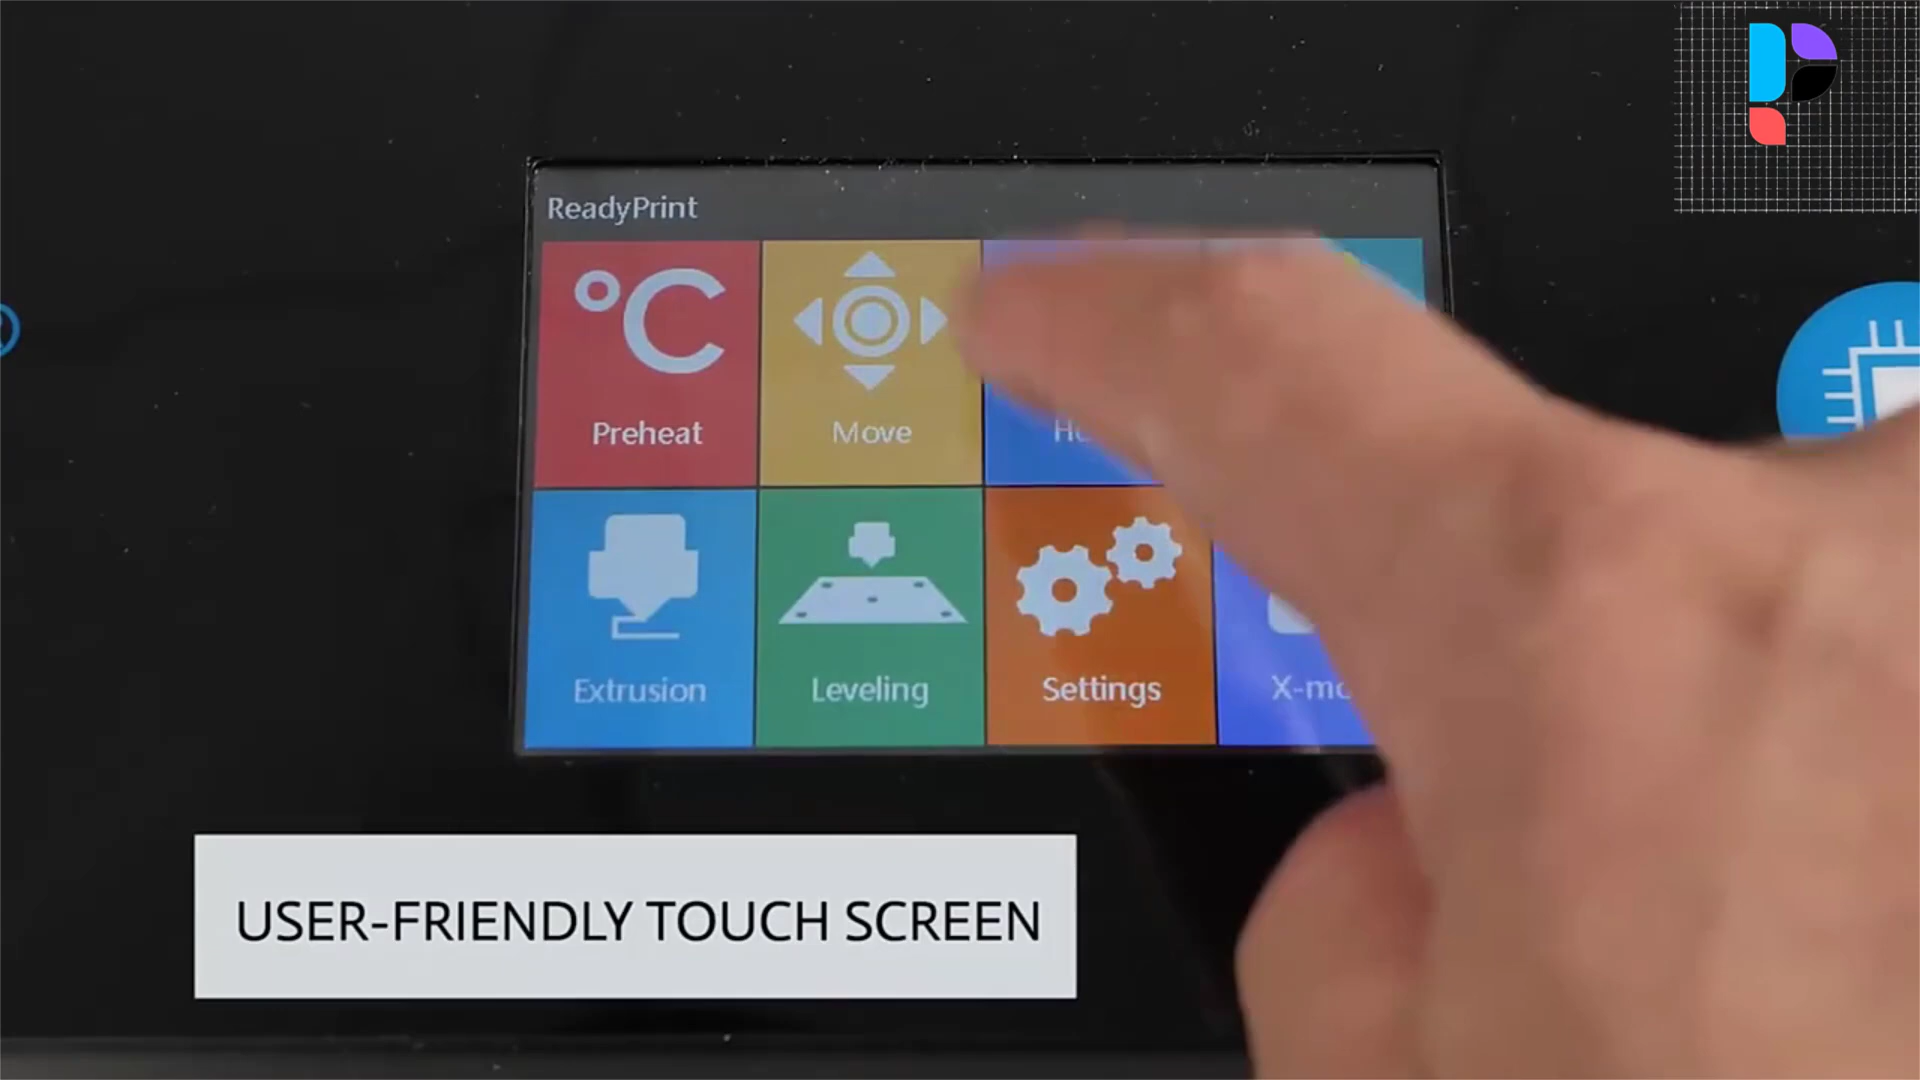 ReadyPrint
°C
Preheat
Move
Extrusion
Leveling
Settings
USER-FRIENDLY TOUCH SCREEN